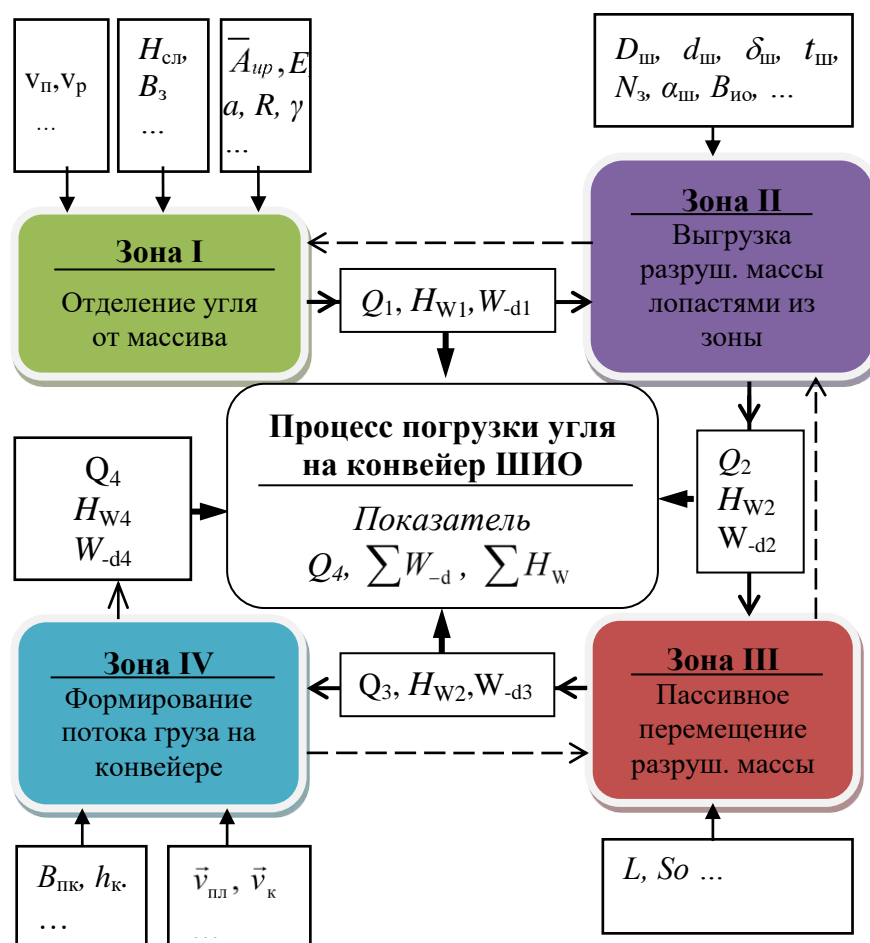 vп,vр
…
Hсл,
Bз
…
A̅ир, E
a, R, γ
…
Dш, dш, δш, tш,
Nз, αш, Bио, …
Зона I
Отделение угля
от массива
Зона II
Выгрузка
разруш. массы
лопастями из
зоны
Q1, HW1,W-d1
Процесс погрузки угля
на конвейер ШИО
Показатель
Q4, ∑W-d, ∑HW
Q4
HW4
W-d4
Q2
HW2
W-d2
Зона IV
Формирование
потока груза на
конвейере
Q3, HW2,W-d3
Зона III
Пассивное
перемещение
разруш. массы
Bпк, hк.
…
v⃗пл, v⃗к
…
L, So …